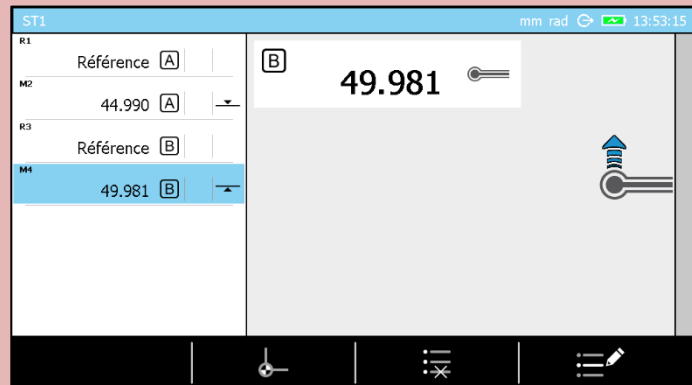 ST1
mm rad 13:53:15
R1
Référence A
M2
44.990 A
R3
Référence B
M4
49.981 B
B
49.981